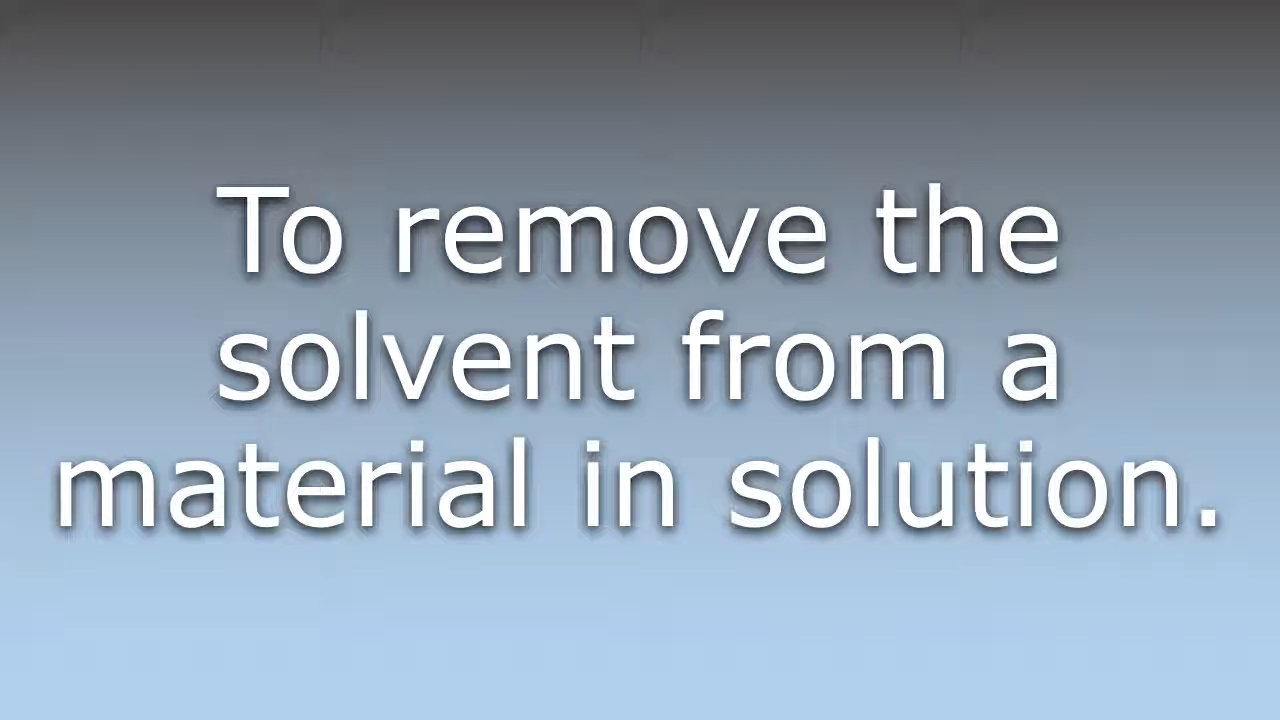 To remove the
solvent from a
material in solution.